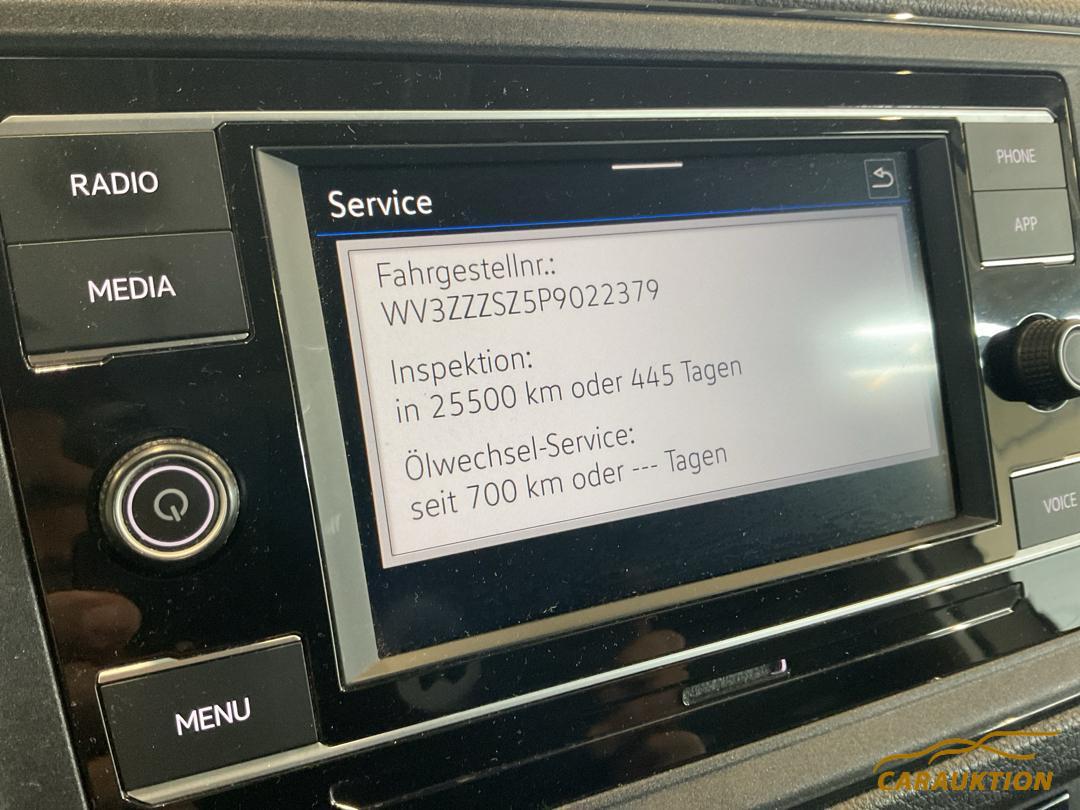 RADIO
MEDIA
MENU
Service
Fahrgestellnr.:
WV3ZZZSZ5P9022379
Inspektion:
in 25500 km oder 445 Tagen
Ölwechsel-Service:
seit 700 km oder --- Tagen
PHONE
APP
VOICE
CARAUKTION